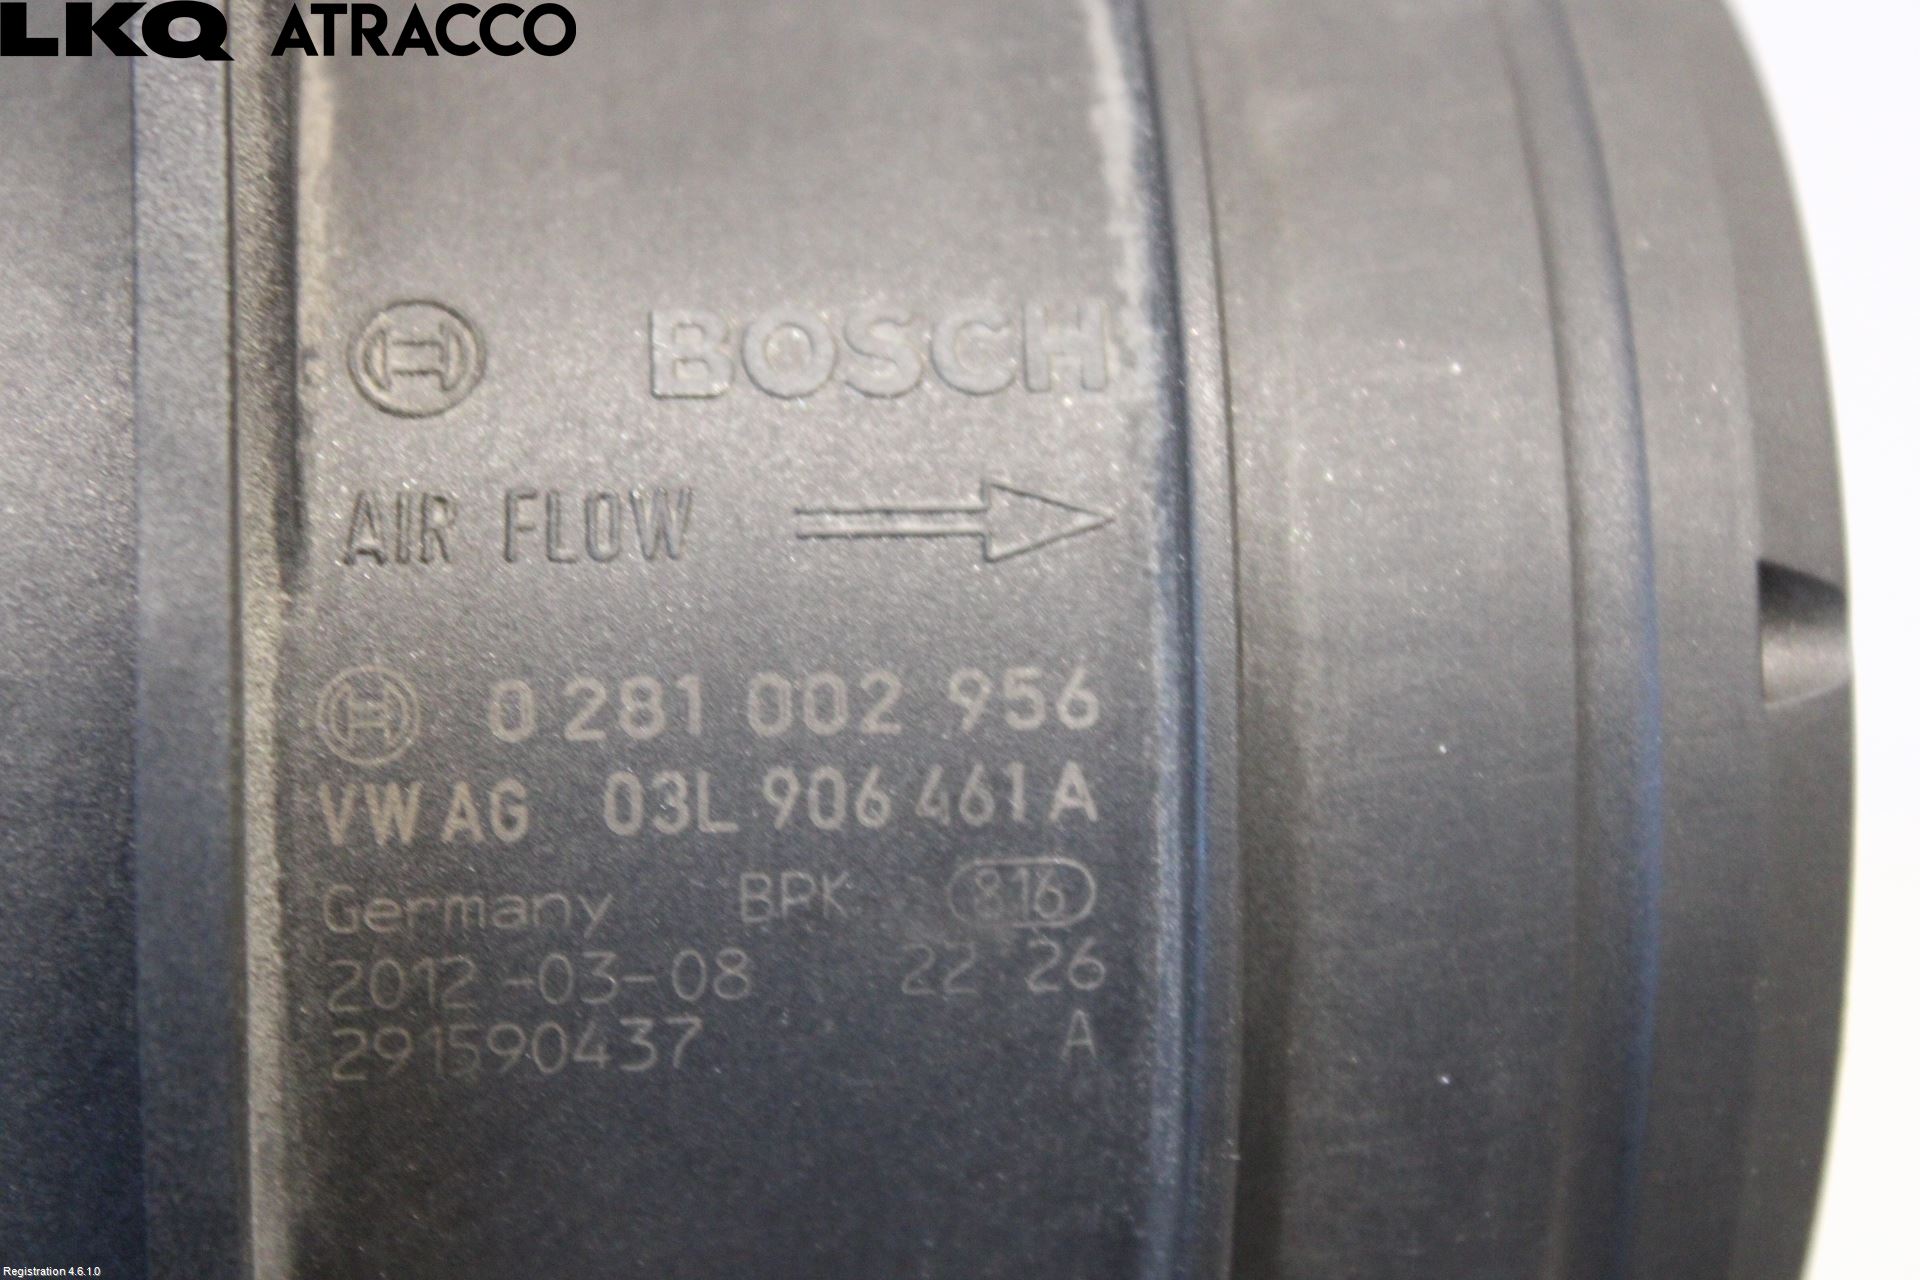 LKQ ATRACCO
BOSCH
AIR FLOW
0 281 002 956
VW AG 03L 906 461 A
Germany BPK 816
2012-03-08 22 26
291590437 A
Registration 4.6.1.0